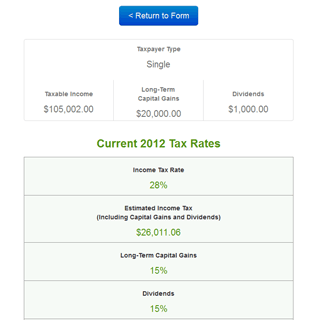 < Return to Form
Taxpayer Type
Single
Taxable Income
$105,002.00
Long-Term
Capital Gains
$20,000.00
Dividends
$1,000.00
Current 2012 Tax Rates
Income Tax Rate
28%
Estimated Income Tax
(Including Capital Gains and Dividends)
$26,011.06
Long-Term Capital Gains
15%
Dividends
15%